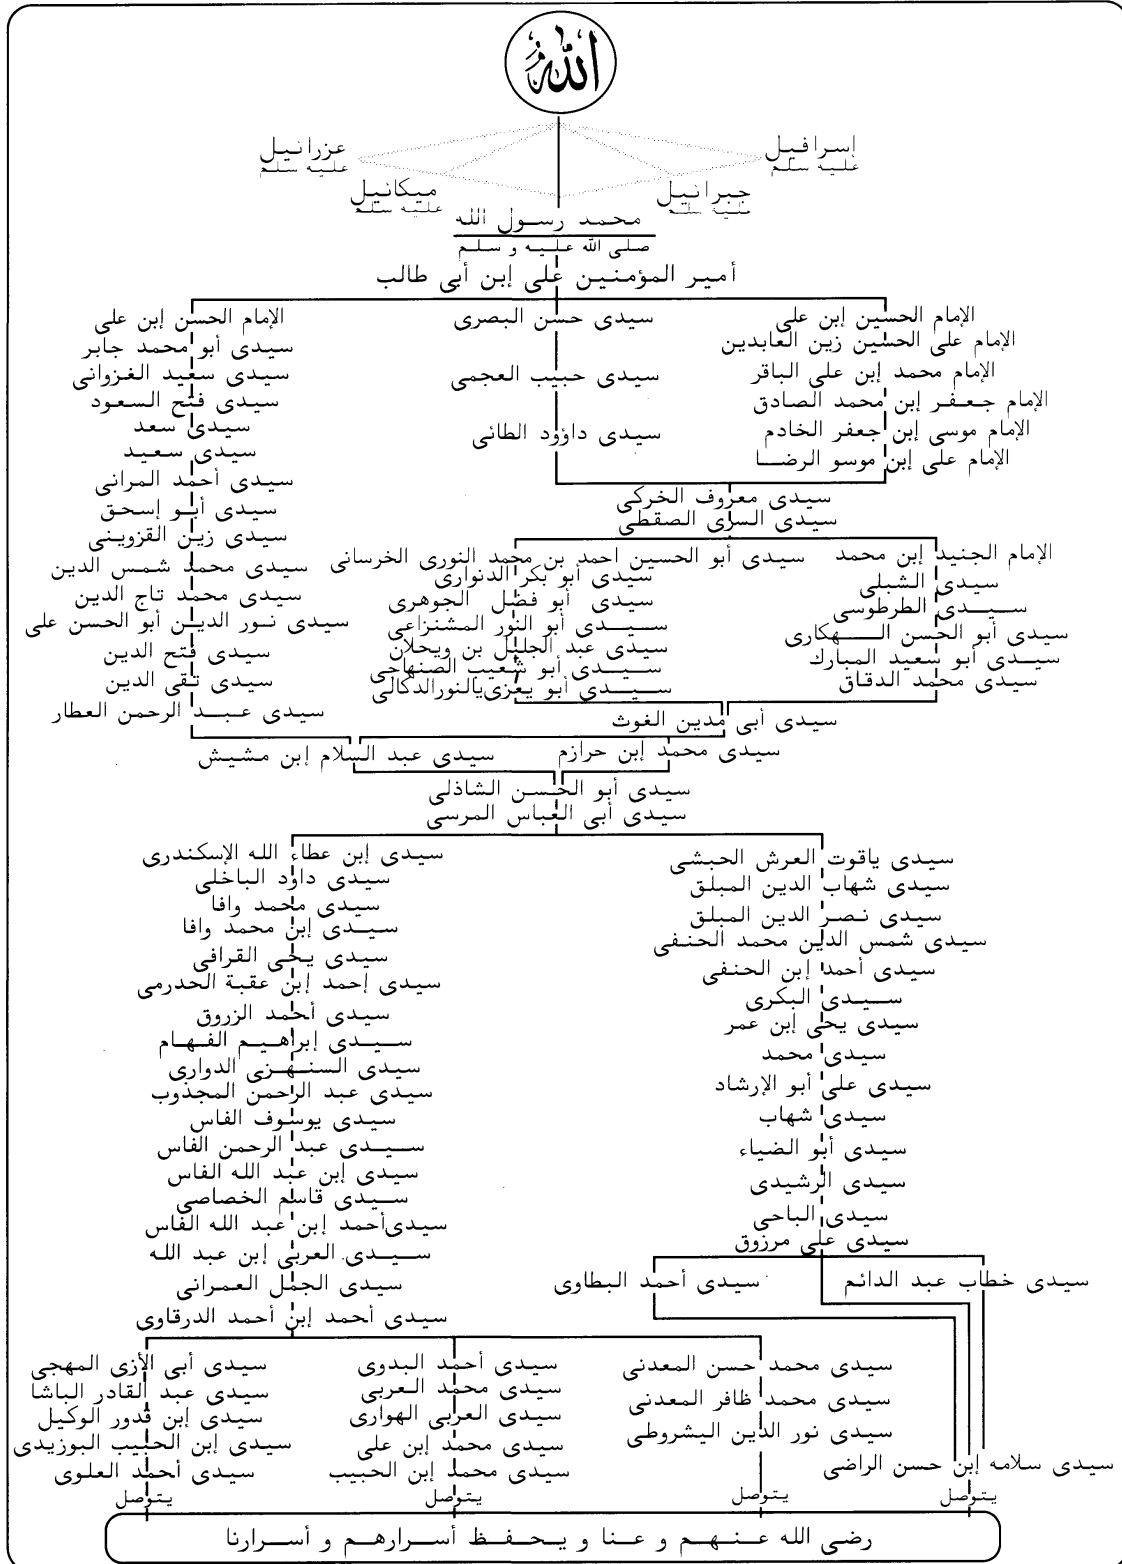 الله
إسرافيل
عليه سلم
عزرائيل
عليه سلم
جبرائيل
عليه سلم
ميكائيل
عليه سلم
محمد رسول الله
صلى الله عليه و سلم
أمير المؤمنين على إبن أبى طالب
الإمام الحسين إبن على
الإمام على الحسين زين العابدين
الإمام محمد إبن على الباقر
الإمام جعفر إبن محمد الصادق
الإمام موسى إبن جعفر الخادم
الإمام على إبن موسو الرضا
سيدى حسن البصرى
سيدى حبيب العجمى
سيدى داؤود الطائى
الإمام الحسن إبن على
سيدى أبو محمد جابر
سيدى سعيد الغزوانى
سيدى فتح السعود
سيدى سعد
سيدى سعيد
سيدى أحمد المرانى
سيدى أبو إسحق
سيدى زين القزوينى
سيدى محمد شمس الدين
سيدى محمد تاج الدين
سيدى نور الدين أبو الحسن على
سيدى فتح الدين
سيدى تقى الدين
سيدى عبد الرحمن العطار
سيدى معروف الخركى
سيدى السرى الصقطى
الإمام الجنيد إبن محمد
سيدى الشبلى
سيدى الطرطوسى
سيدى أبو الحسن الهكارى
سيدى أبو سعيد المبارك
سيدى محمد الدقاق
سيدى أبو الحسين احمد بن محمد النورى الخرسانى
سيدى أبو بكر الدنوارى
سيدى أبو فضل الجوهرى
سيدى أبو النور المشنزاعى
سيدى عبد الجليل بن ويحلان
سيدى أبو شعيب الصنهاجى
سيدى أبو يعزى يالنور الدكالى
سيدى أبى مدين الغوث
سيدى محمد إبن حرازم
سيدى عبد السلام إبن مشيش
سيدى أبو الحسن الشاذلى
سيدى أبى العباس المرسى
سيدى ياقوت العرش الحبشى
سيدى شهاب الدين المبلق
سيدى نصر الدين المبلق
سيدى شمس الدين محمد الحنفى
سيدى أحمد إبن الحنفى
سيدى البكرى
سيدى يحى إبن عمر
سيدى محمد
سيدى على أبو الإرشاد
سيدى شهاب
سيدى أبو الضياء
سيدى الرشيدى
سيدى الباحى
سيدى على مرزوق
سيدى خطاب عبد الدائم
سيدى أحمد البطاوى
سيدى إبن عطاء الله الإسكندرى
سيدى داود الباخلى
سيدى محمد وافا
سيدى إبن محمد وافا
سيدى يحى القرافى
سيدى إحمد إبن عقبة الحدرمى
سيدى أحمد الزروق
سيدى إبراهيم الفهام
سيدى السنهزى الدوارى
سيدى عبد الرحمن المجذوب
سيدى يوسوف الفاس
سيدى عبد الرحمن الفاس
سيدى إبن عبد الله الفاس
سيدى قاسم الخصاصى
سيدى أحمد إبن عبد الله الفاس
سيدى العربى إبن عبد الله
سيدى الجمل العمرانى
سيدى أحمد إبن أحمد الدرقاوى
سيدى محمد حسن المعدنى
سيدى محمد ظافر المعدنى
سيدى نور الدين اليشروطى
سيدى أحمد البدوى
سيدى محمد العربى
سيدى العربى الهوارى
سيدى محمد إبن على
سيدى محمد إبن الحبيب
سيدى أبى الأزى المهجى
سيدى عبد القادر الباشا
سيدى إبن قدور الوكيل
سيدى إبن الحبيب البوزيدى
سيدى أحمد العلوى
سيدى سلامه إبن حسن الراضى
يتوصل
يتوصل
يتوصل
يتوصل
رضى الله عنهم و عنا و يحفظ أسرارهم و أسرارنا